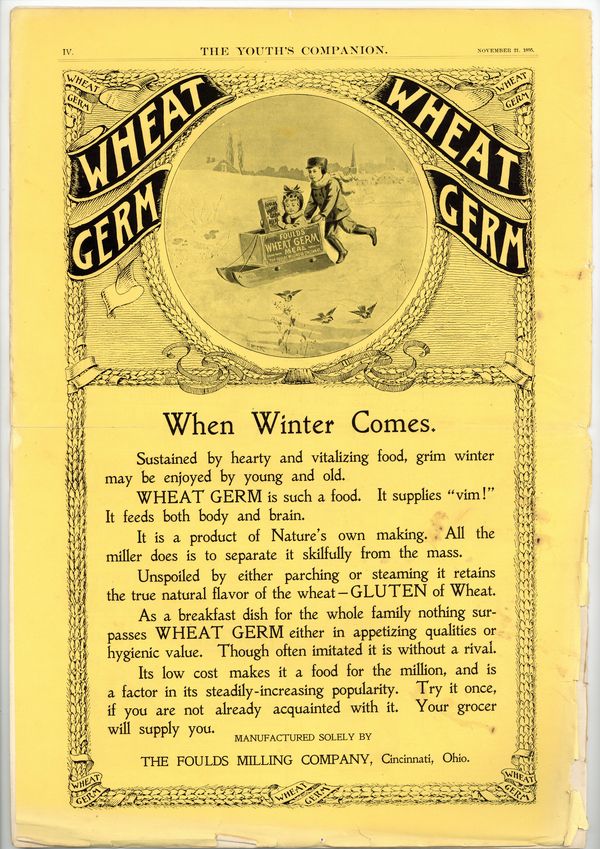 IV.
THE YOUTH'S COMPANION.
NOVEMBER 21, 1895.
WHEAT
GERM
WHEAT
GERM
WHEAT
GERM
WHEAT
GERM
FOULDS
WHEAT GERM
MEAL
When Winter Comes.
Sustained by hearty and vitalizing food, grim winter
may be enjoyed by young and old.
WHEAT GERM is such a food. It supplies “vim!”
It feeds both body and brain.
It is a product of Nature's own making. All the
miller does is to separate it skilfully from the mass.
Unspoiled by either parching or steaming it retains
the true natural flavor of the wheat—GLUTEN of Wheat.
As a breakfast dish for the whole family nothing sur-
passes WHEAT GERM either in appetizing qualities or
hygienic value. Though often imitated it is without a rival.
Its low cost makes it a food for the million, and is
a factor in its steadily-increasing popularity. Try it once,
if you are not already acquainted with it. Your grocer
will supply you.
MANUFACTURED SOLELY BY
THE FOULDS MILLING COMPANY, Cincinnati, Ohio.
WHEAT
GERM
WHEAT
GERM
WHEAT
GERM